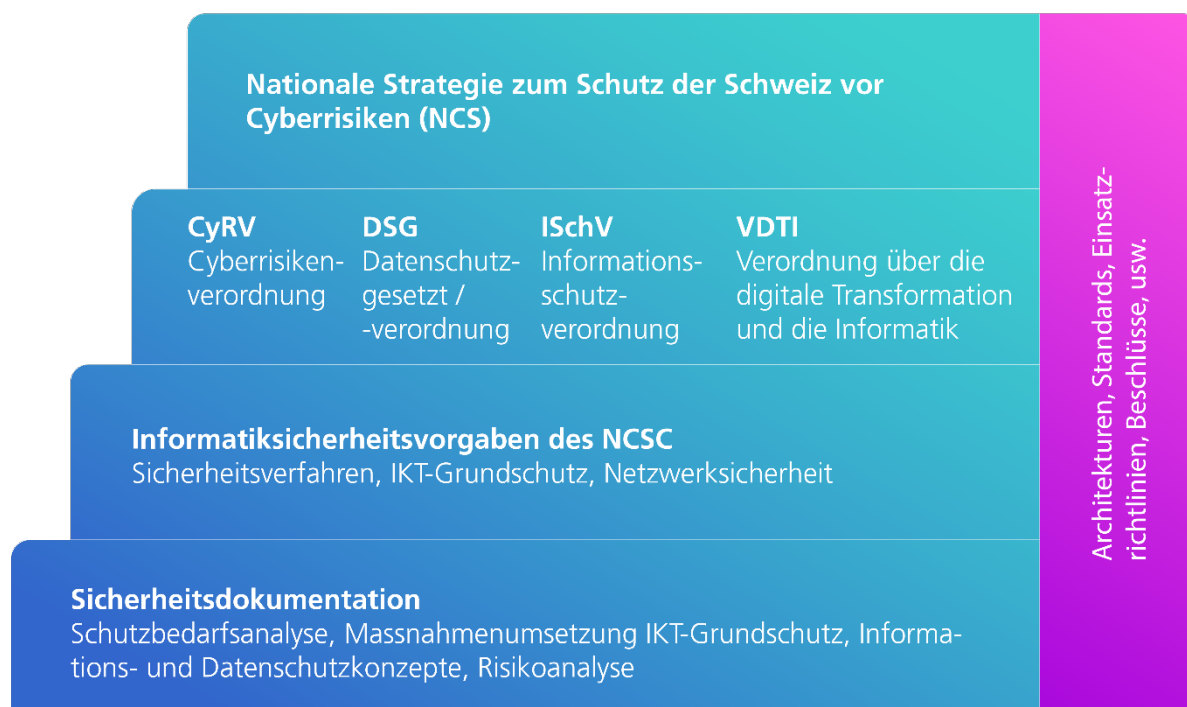 Nationale Strategie zum Schutz der Schweiz vor
Cyberrisiken (NCS)
CyRV
Cyberrisiken-
verordnung
DSG
Datenschutz-
gesetzt /
-verordnung
ISchV
Informations-
schutz-
verordnung
VDTI
Verordnung über die
digitale Transformation
und die Informatik
Informatiksicherheitsvorgaben des NCSC
Sicherheitsverfahren, IKT-Grundschutz, Netzwerksicherheit
Sicherheitsdokumentation
Schutzbedarfsanalyse, Massnahmenumsetzung IKT-Grundschutz, Informa-
tions- und Datenschutzkonzepte, Risikoanalyse
Architekturen, Standards, Einsatz-
richtlinien, Beschlüsse, usw.